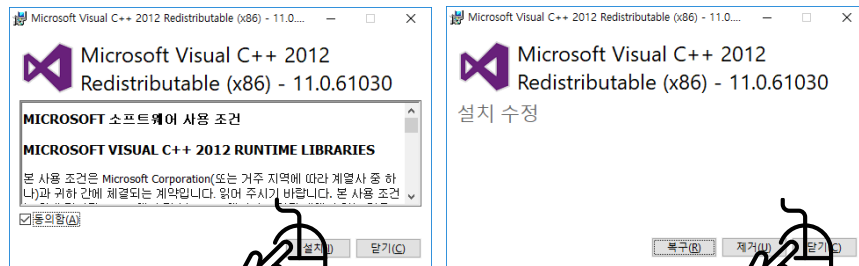 Microsoft Visual C++ 2012 Redistributable (x86) - 11.0....
Microsoft Visual C++ 2012
Redistributable (x86) - 11.0.61030
MICROSOFT 소프트웨어 사용 조건
MICROSOFT VISUAL C++ 2012 RUNTIME LIBRARIES
본 사용 조건은 Microsoft Corporation(또는 거주 지역에 따라 계열사 중 하
나)과 귀하 간에 체결되는 계약입니다. 읽어 주시기 바랍니다. 본 사용 조건
동의함(A)
설치(I)
닫기(C)
Microsoft Visual C++ 2012 Redistributable (x86) - 11.0....
Microsoft Visual C++ 2012
Redistributable (x86) - 11.0.61030
설치 수정
복구(R)
제거(U)
닫기(C)